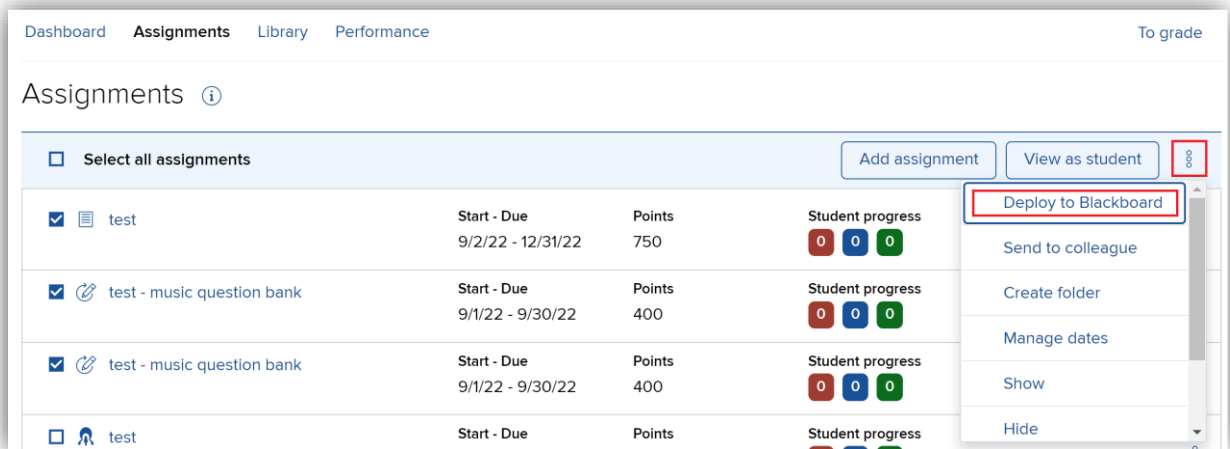 Dashboard Assignments Library Performance To grade
Assignments
Select all assignments Add assignment View as student
Deploy to Blackboard
test Start - Due Points Student progress
9/2/22 - 12/31/22 750 0 0 0
Send to colleague
test - music question bank Start - Due Points Student progress
Create folder
9/1/22 - 9/30/22 400 0 0 0
Manage dates
test - music question bank Start - Due Points Student progress
9/1/22 - 9/30/22 400 0 0 0
Show
test Start - Due Points Student progress
Hide